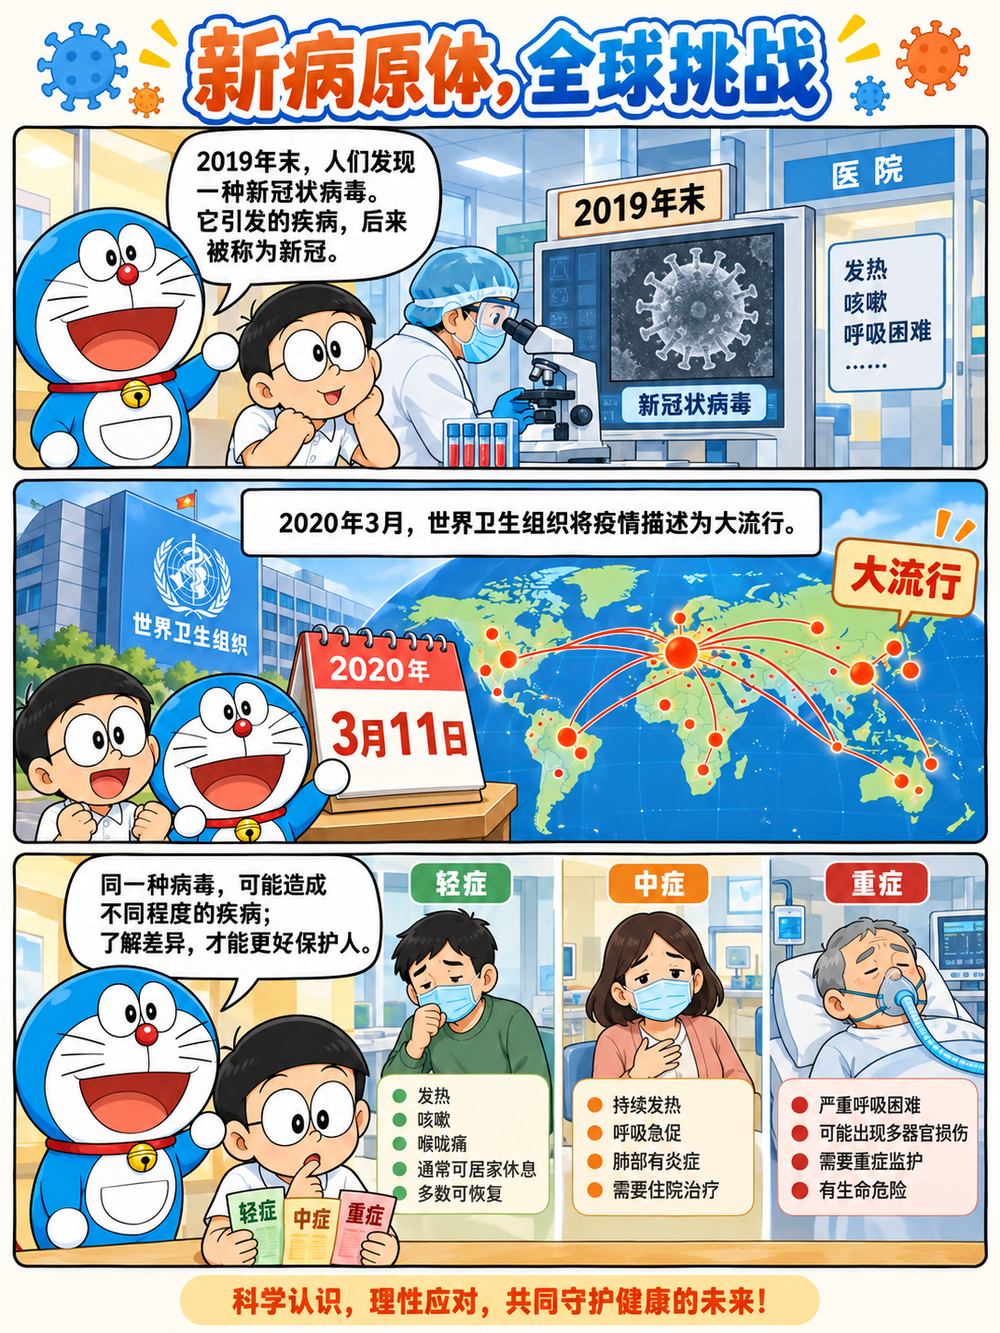 新病原体，全球挑战
2019年末，人们发现
一种新冠状病毒。
它引发的疾病，后来
被称为新冠。
2019年末
新冠状病毒
医院
发热
咳嗽
呼吸困难
……
2020年3月，世界卫生组织将疫情描述为大流行。
世界卫生组织
2020年
3月11日
大流行
同一种病毒，可能造成
不同程度的疾病；
了解差异，才能更好保护人。
轻症
中症
重症
轻症
发热
咳嗽
喉咙痛
通常可居家休息
多数可恢复
中症
持续发热
呼吸急促
肺部有炎症
需要住院治疗
重症
严重呼吸困难
可能出现多器官损伤
需要重症监护
有生命危险
科学认识，理性应对，共同守护健康的未来！